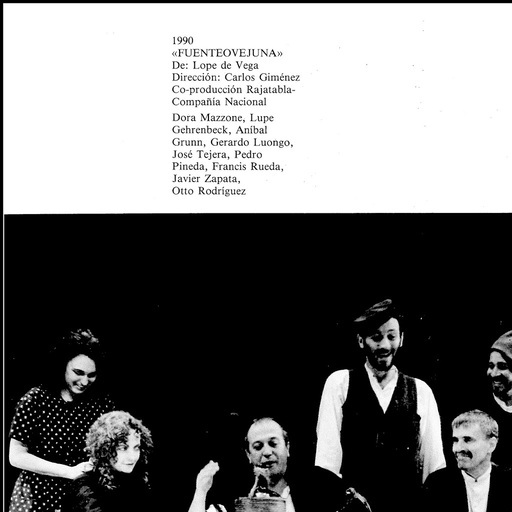 1990
«FUENTEOVEJUNA»
De: Lope de Vega
Dirección: Carlos Giménez
Co-producción Rajatabla-
Compañía Nacional
Dora Mazzone, Lupe
Gehrenbeck, Aníbal
Grunn, Gerardo Luongo,
José Tejera, Pedro
Pineda, Francis Rueda,
Javier Zapata,
Otto Rodríguez